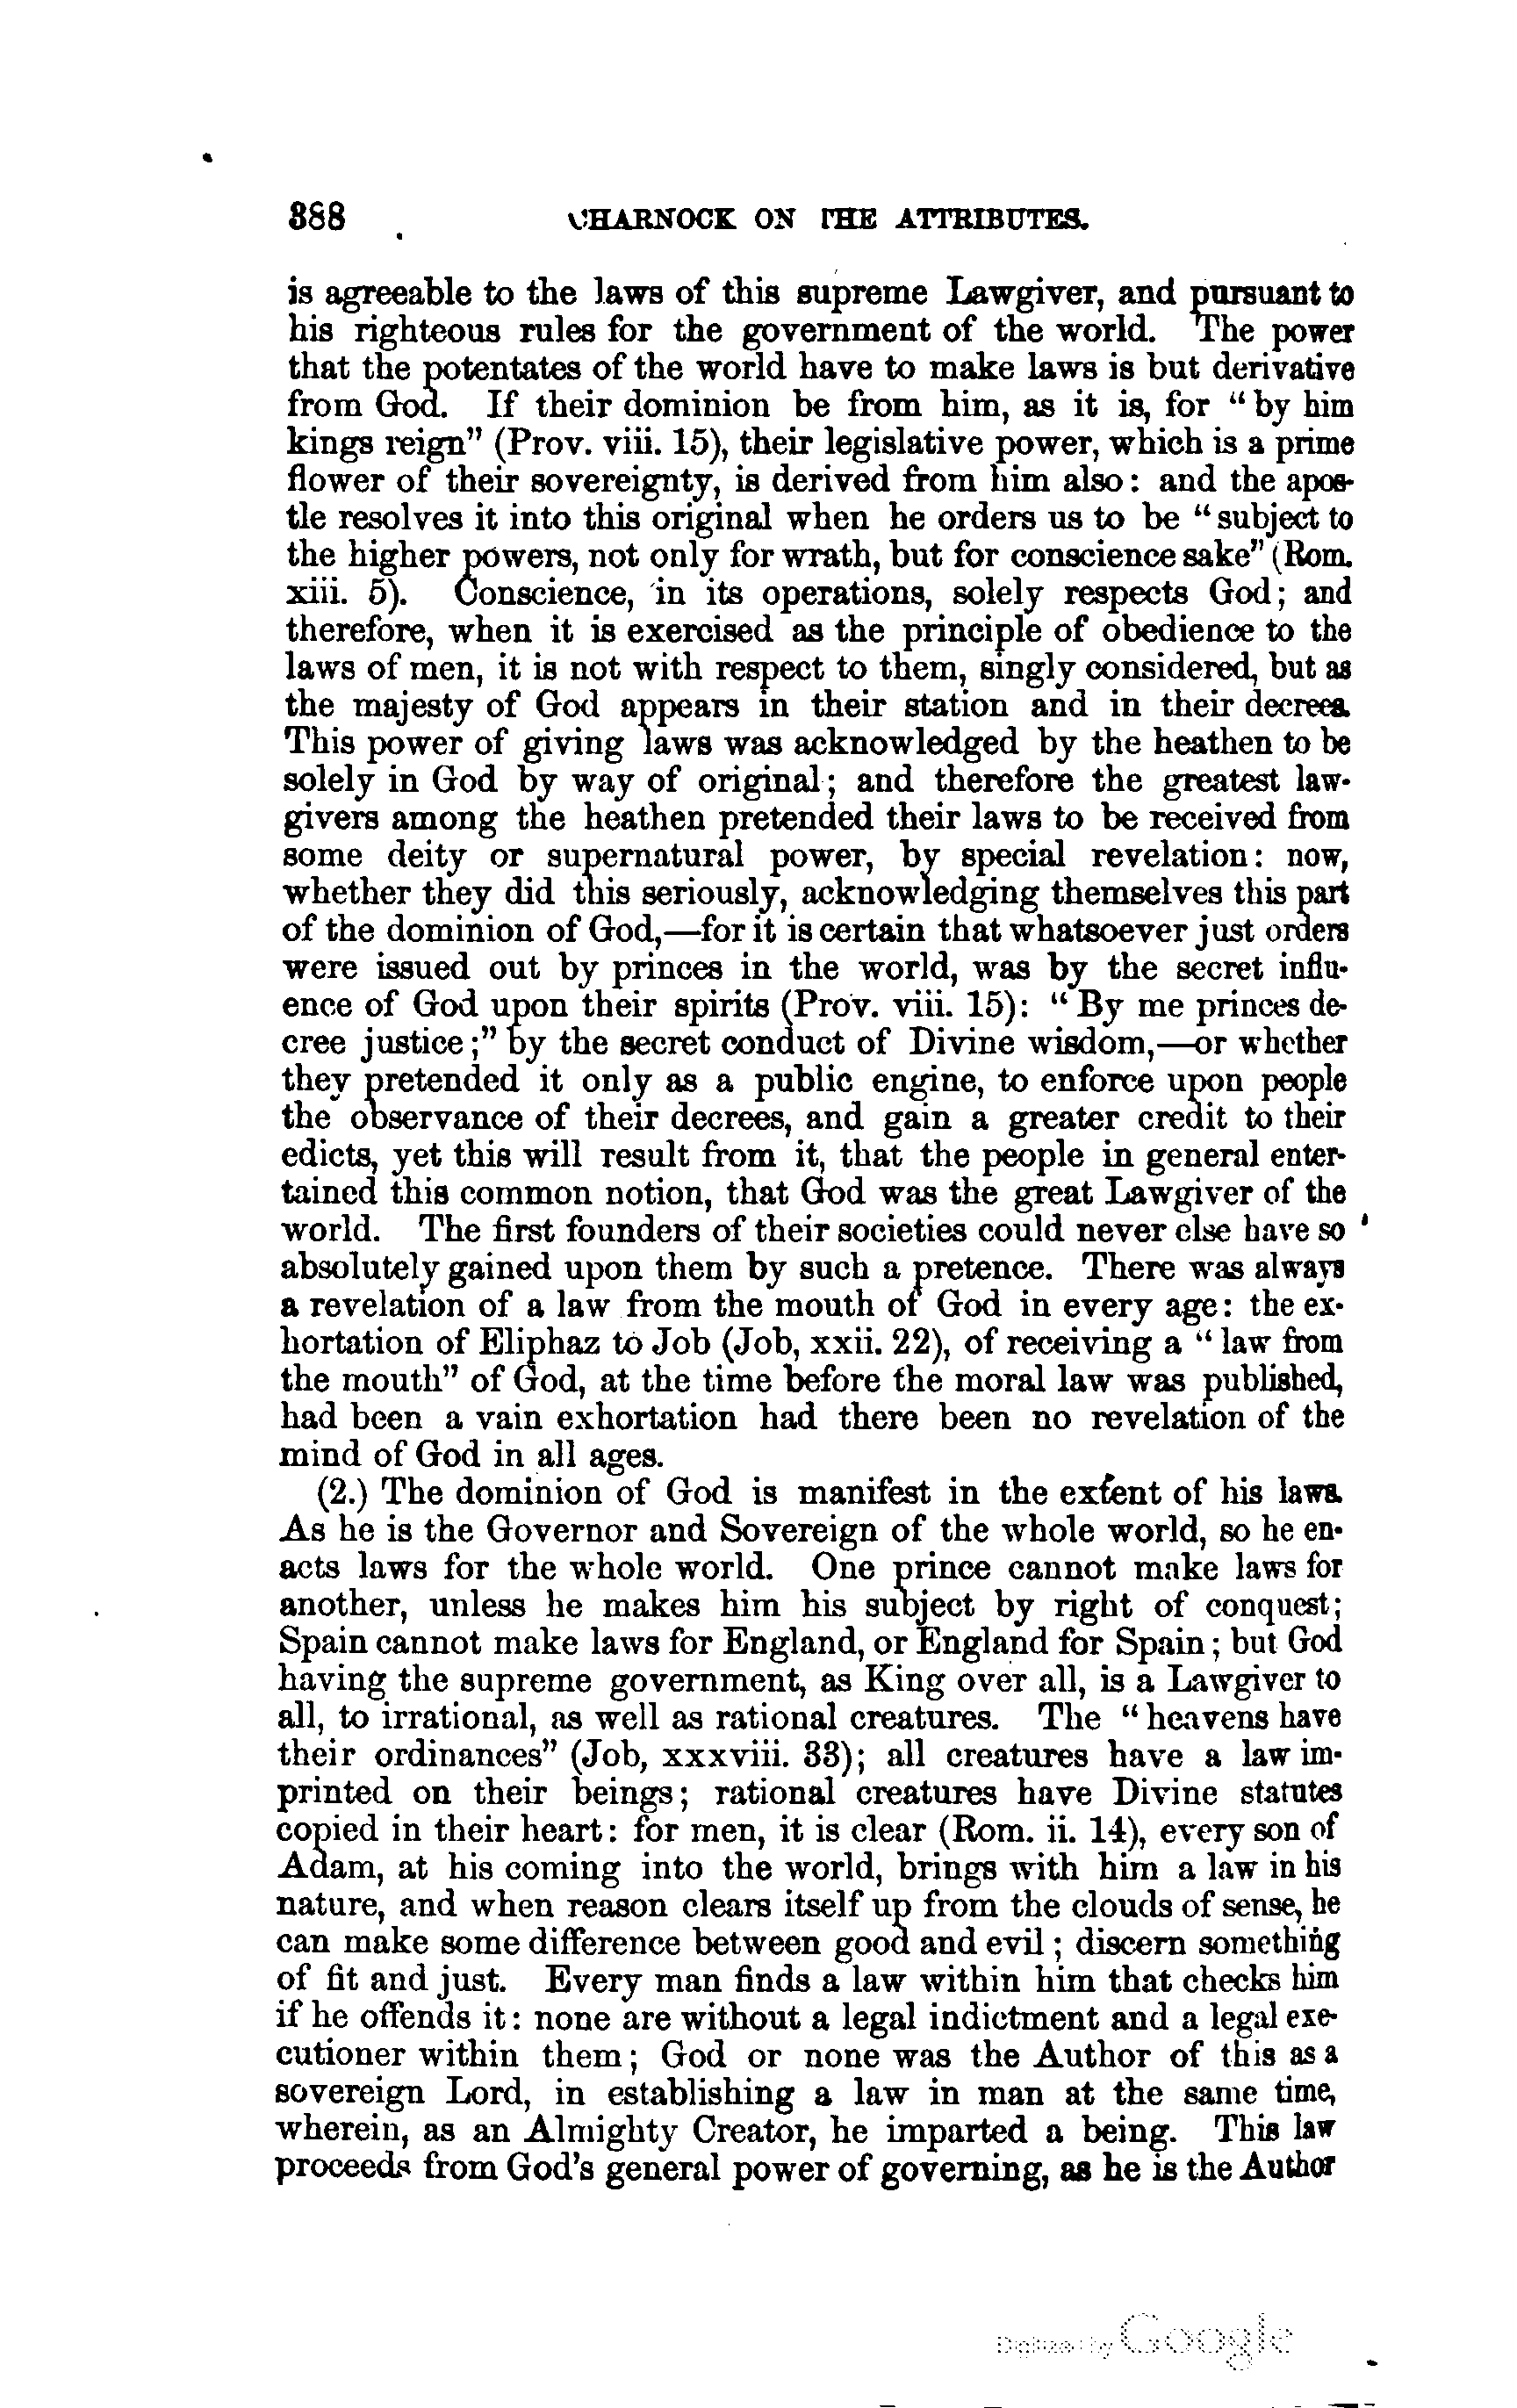 388 CHARNOCK ON THE ATTRIBUTES.
is agreeable to the laws of this supreme Lawgiver, and pursuant to
his righteous rules for the government of the world. The power
that the potentates of the world have to make laws is but derivative
from God. If their dominion be from him, as it is, for “by him
kings reign” (Prov. viii. 15), their legislative power, which is a prime
flower of their sovereignty, is derived from him also: and the apos-
tle resolves it into this original when he orders us to be “subject to
the higher powers, not only for wrath, but for conscience sake” (Rom.
xiii. 5). Conscience, in its operations, solely respects God; and
therefore, when it is exercised as the principle of obedience to the
laws of men, it is not with respect to them, singly considered, but as
the majesty of God appears in their station and in their decrees.
This power of giving laws was acknowledged by the heathen to be
solely in God by way of original; and therefore the greatest law-
givers among the heathen pretended their laws to be received from
some deity or supernatural power, by special revelation: now,
whether they did this seriously, acknowledging themselves this part
of the dominion of God,—for it is certain that whatsoever just orders
were issued out by princes in the world, was by the secret influ-
ence of God upon their spirits (Prov. viii. 15): “By me princes de-
cree justice;” by the secret conduct of Divine wisdom,—or whether
they pretended it only as a public engine, to enforce upon people
the observance of their decrees, and gain a greater credit to their
edicts, yet this will result from it, that the people in general enter-
tained this common notion, that God was the great Lawgiver of the
world. The first founders of their societies could never else have so
absolutely gained upon them by such a pretence. There was always
a revelation of a law from the mouth of God in every age: the ex-
hortation of Eliphaz to Job (Job, xxii. 22), of receiving a “law from
the mouth” of God, at the time before the moral law was published,
had been a vain exhortation had there been no revelation of the
mind of God in all ages.
(2.) The dominion of God is manifest in the extent of his laws.
As he is the Governor and Sovereign of the whole world, so he en-
acts laws for the whole world. One prince cannot make laws for
another, unless he makes him his subject by right of conquest;
Spain cannot make laws for England, or England for Spain; but God
having the supreme government, as King over all, is a Lawgiver to
all, to irrational, as well as rational creatures. The “heavens have
their ordinances” (Job, xxxviii. 33); all creatures have a law im-
printed on their beings; rational creatures have Divine statutes
copied in their heart: for men, it is clear (Rom. ii. 14), every son of
Adam, at his coming into the world, brings with him a law in his
nature, and when reason clears itself up from the clouds of sense, he
can make some difference between good and evil; discern something
of fit and just. Every man finds a law within him that checks him
if he offends it: none are without a legal indictment and a legal exe-
cutioner within them; God or none was the Author of this as a
sovereign Lord, in establishing a law in man at the same time,
wherein, as an Almighty Creator, he imparted a being. This law
proceeds from God's general power of governing, as he is the Author
Digitized by Google